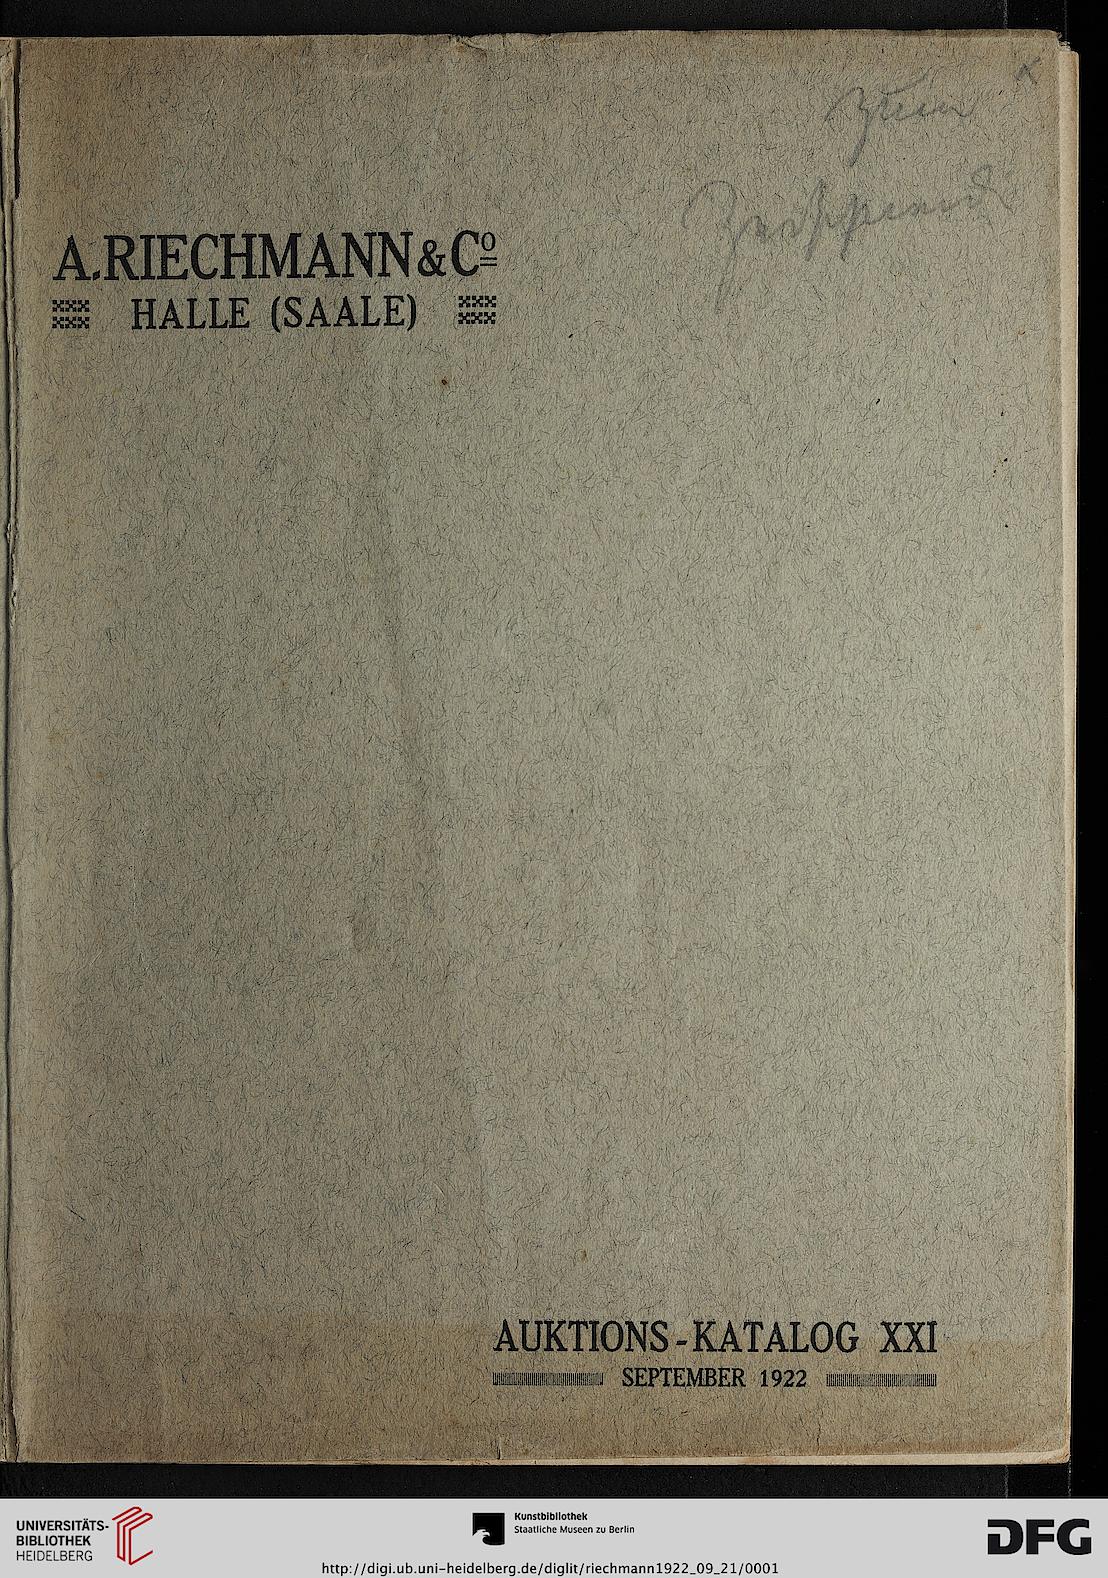 A. RIECHMANN & Cº
HALLE (SAALE)
AUKTIONS-KATALOG XXI
SEPTEMBER 1922
UNIVERSITÄTS-
BIBLIOTHEK
HEIDELBERG
Kunstbibliothek
Staatliche Museen zu Berlin
DFG
http://digi.ub.uni-heidelberg.de/diglit/riechmann1922_09_21/0001